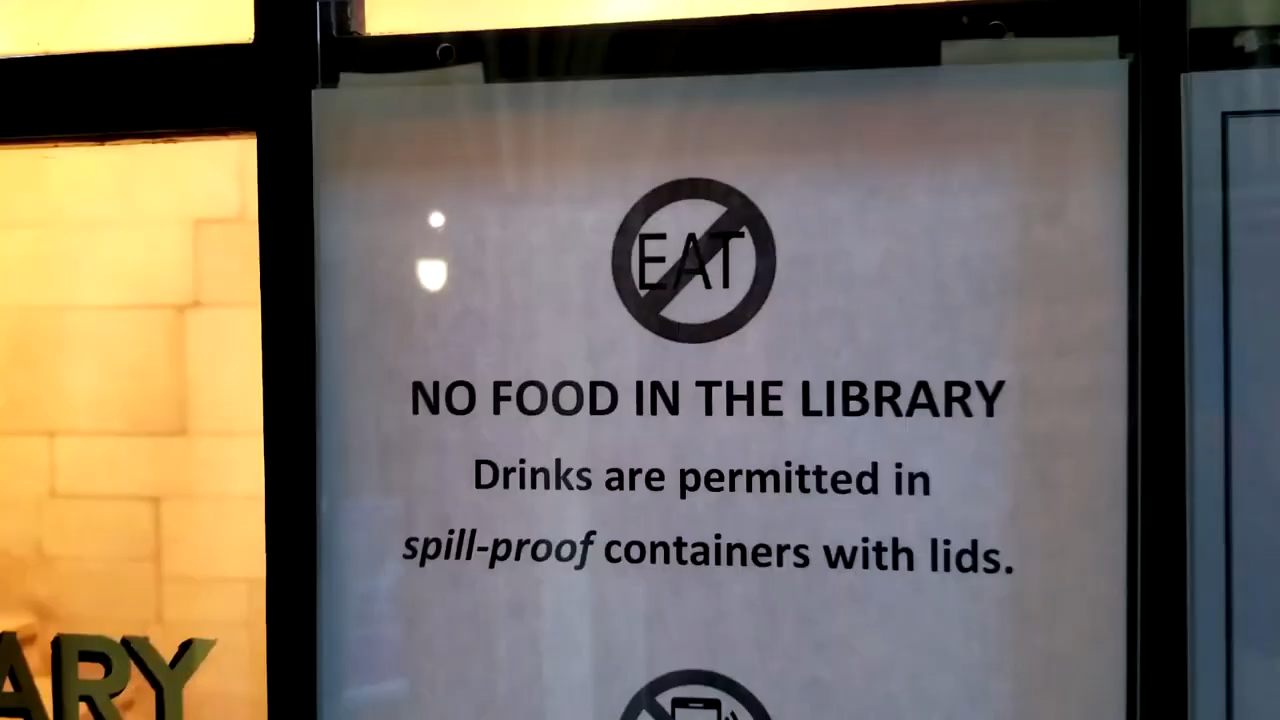 EAT
NO FOOD IN THE LIBRARY
Drinks are permitted in
spill-proof containers with lids.
ARY